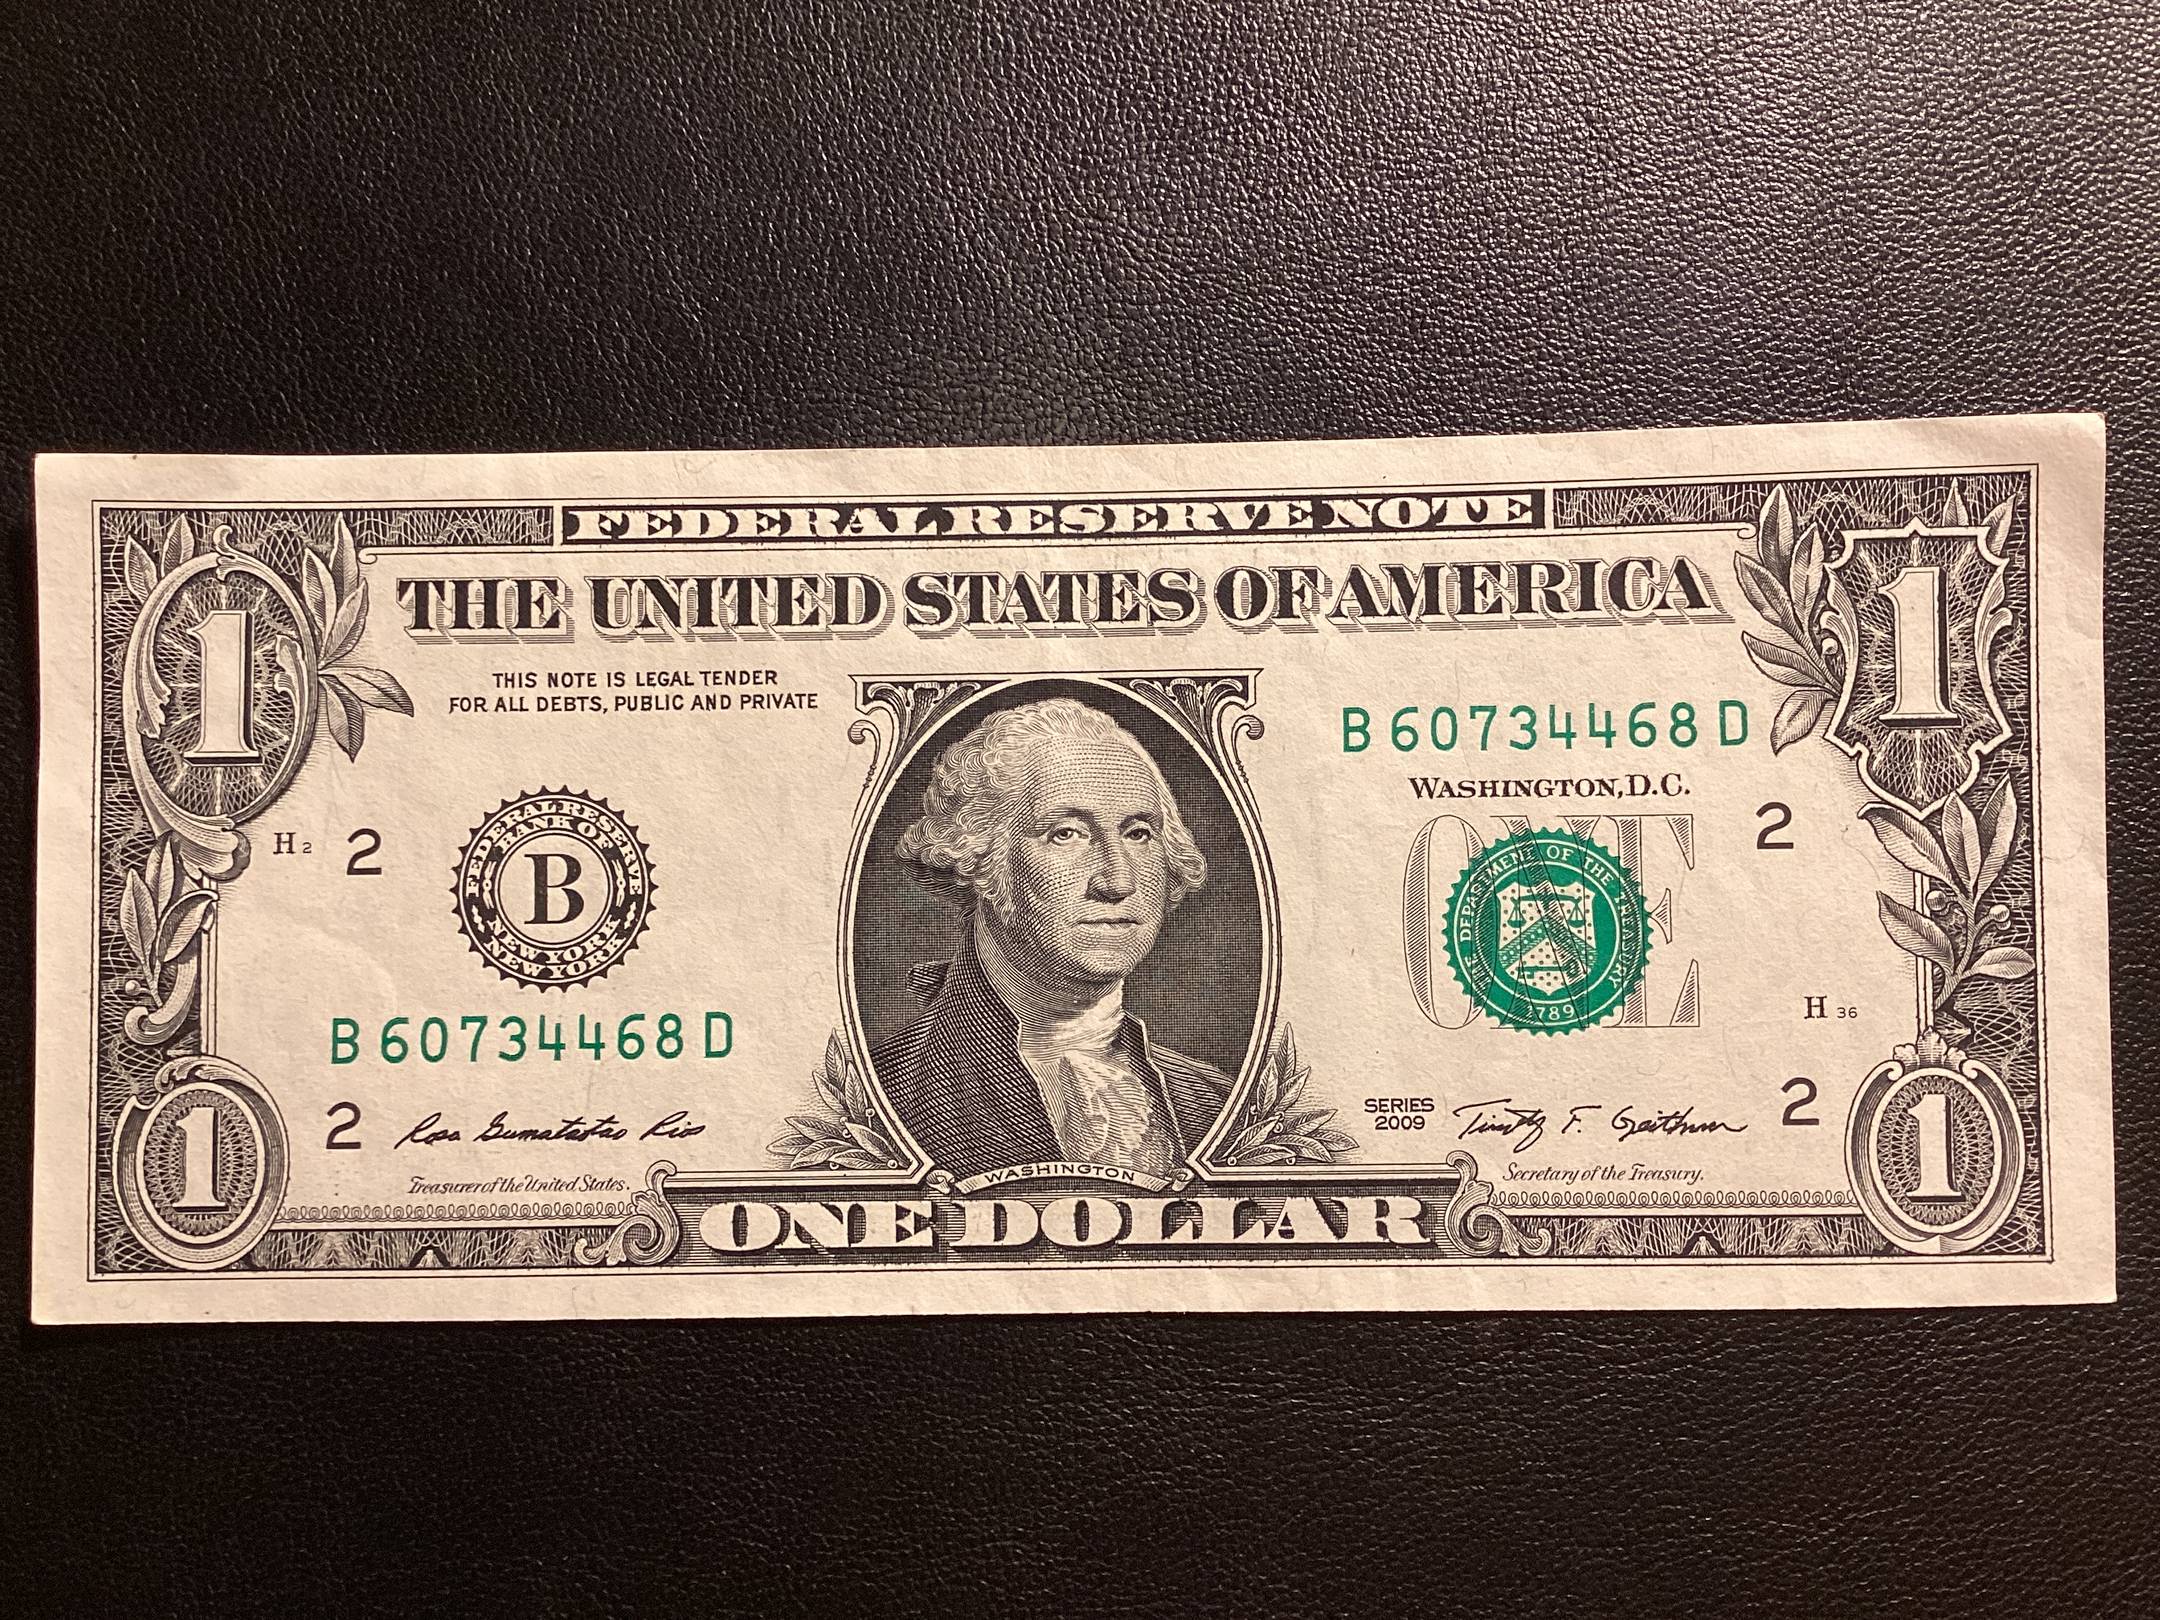 FEDERAL RESERVE NOTE
THE UNITED STATES OF AMERICA
1
1
THIS NOTE IS LEGAL TENDER
FOR ALL DEBTS, PUBLIC AND PRIVATE
B 60734468 D
WASHINGTON, D.C.
H 2
2
FEDERAL RESERVE
BANK OF
B
NEW YORK
NEW YORK
ONE
THE DEPARTMENT OF THE TREASURY
1789
2
B 60734468 D
H 36
2
Rosa Gumataotao Rios
Treasurer of the United States.
SERIES
2009
Timothy F. Geithner
Secretary of the Treasury.
2
1
WASHINGTON
ONE DOLLAR
1